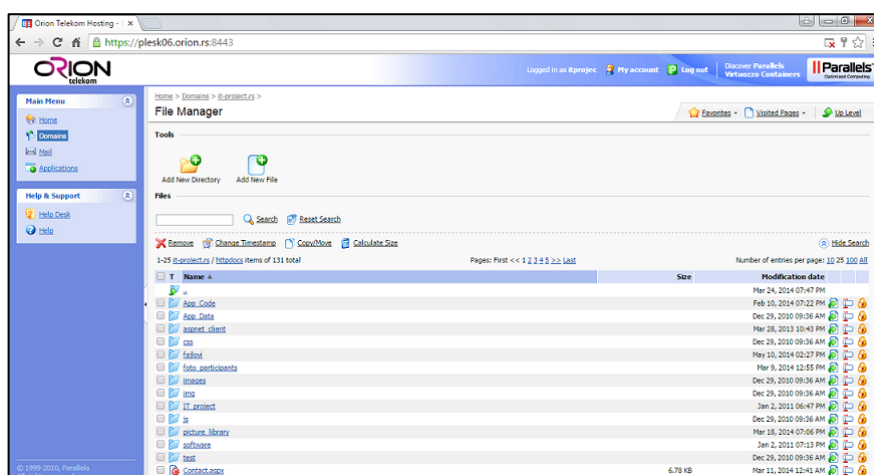 Orion Telekom Hosting - 
https://plesk06.orion.rs:8443
ORION
telekom
Logged in as itprojec My account Log out Discover Parallels
Virtuozzo Containers
Parallels
Optimized Computing
Main Menu
Home
Domains
Mail
Applications
Help & Support
Help Desk
Help
© 1999-2010, Parallels
Home > Domains > it-project.rs >
File Manager
Favorites Visited Pages Up Level
Tools
Add New Directory Add New File
Files
Search Reset Search
Remove Change Timestamp Copy/Move Calculate Size Hide Search
1-25 it-project.rs / httpdocs items of 131 total Pages: First << 1 2 3 4 5 >> Last Number of entries per page: 10 25 100 All
T Name Size Modification date
.. Mar 24, 2014 07:47 PM
App_Code Feb 10, 2014 07:22 PM
App_Data Dec 29, 2010 09:36 AM
aspnet_client Mar 28, 2013 10:43 PM
css Dec 29, 2010 09:36 AM
fajlovi May 10, 2014 02:27 PM
foto_participants Mar 9, 2014 12:55 PM
images Dec 29, 2010 09:36 AM
img Dec 29, 2010 09:36 AM
IT_project Jan 2, 2011 06:47 PM
js Dec 29, 2010 09:36 AM
picture_library Mar 18, 2014 07:06 PM
software Jan 2, 2011 07:13 PM
test Dec 29, 2010 09:36 AM
Contact.aspx 6.78 KB Mar 11, 2014 12:41 AM